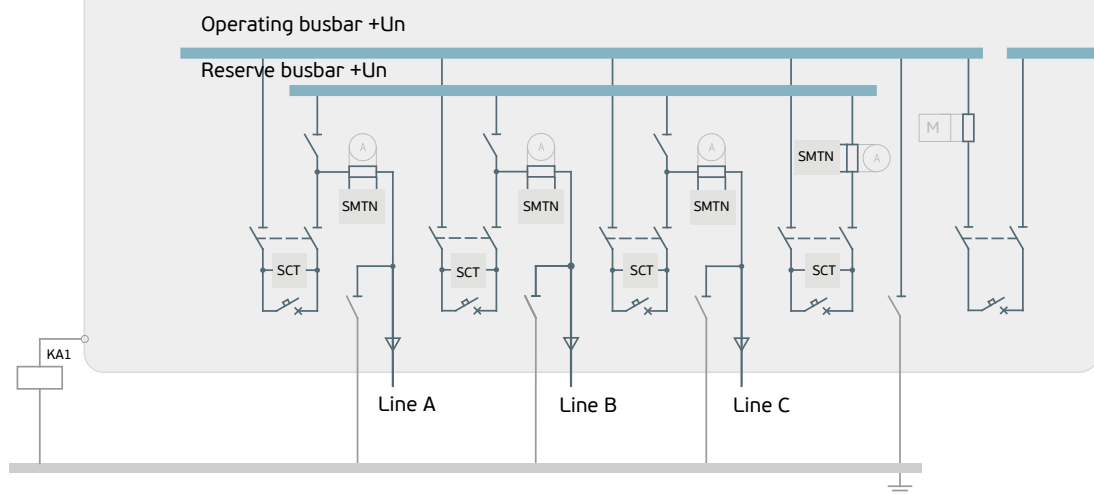 Operating busbar +Un
Reserve busbar +Un
M
A
A
A
SMTN
A
SMTN
SMTN
SMTN
SCT
SCT
SCT
SCT
KA1
Line A
Line B
Line C